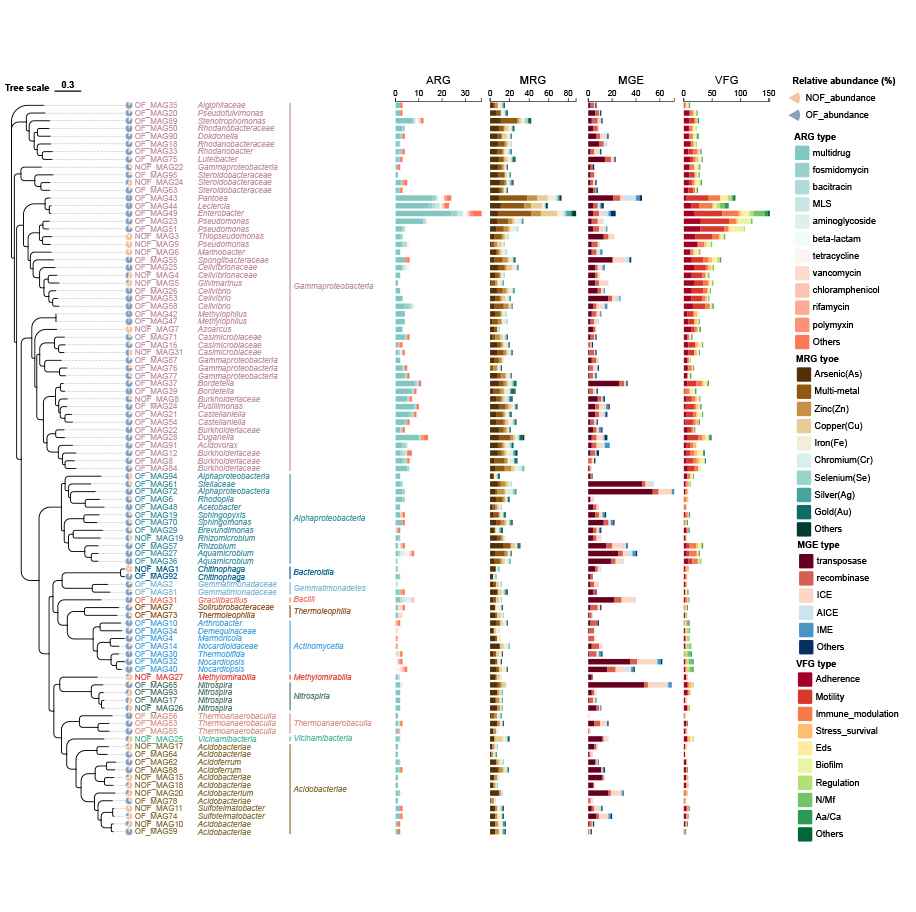 Tree scale 0.3
ARG MRG MGE VFG
0 10 20 30 0 20 40 60 80 0 20 40 60 80 0 50 100 150
OF_MAG35 Algiphilaceae
OF_MAG20 Pseudofulvimonas
OF_MAG89 Stenotrophomonas
OF_MAG50 Rhodanobacteraceae
OF_MAG90 Dokdonella
OF_MAG18 Rhodanobacteraceae
OF_MAG33 Rhodanobacter
OF_MAG75 Luteibacter
NOF_MAG22 Gammaproteobacteria
OF_MAG95 Steroidobacteraceae
NOF_MAG24 Steroidobacteraceae
OF_MAG63 Steroidobacteraceae
OF_MAG43 Pantoea
OF_MAG44 Leclercia
OF_MAG49 Enterobacter
OF_MAG23 Pseudomonas
OF_MAG51 Pseudomonas
NOF_MAG3 Thiopseudomonas
NOF_MAG9 Pseudomonas
NOF_MAG6 Marinobacter
OF_MAG55 Spongiibacteraceae
OF_MAG25 Cellvibrionaceae
NOF_MAG4 Cellvibrionaceae
NOF_MAG5 Gilvimarinus
OF_MAG26 Cellvibrio
OF_MAG53 Cellvibrio
OF_MAG58 Cellvibrio
OF_MAG42 Methylophilus
OF_MAG47 Methylophilus
NOF_MAG7 Azoarcus
OF_MAG71 Casimicrobiaceae
OF_MAG15 Casimicrobiaceae
NOF_MAG31 Casimicrobiaceae
OF_MAG87 Gammaproteobacteria
OF_MAG76 Gammaproteobacteria
OF_MAG77 Gammaproteobacteria
OF_MAG37 Bordetella
OF_MAG39 Bordetella
NOF_MAG8 Burkholderiaceae
OF_MAG24 Pusillimonas
OF_MAG21 Castellaniella
OF_MAG54 Castellaniella
OF_MAG22 Burkholderiaceae
OF_MAG28 Duganella
OF_MAG91 Acidovorax
OF_MAG12 Burkholderiaceae
OF_MAG8 Burkholderiaceae
OF_MAG84 Burkholderiaceae
Gammaproteobacteria
OF_MAG94 Alphaproteobacteria
OF_MAG61 Stellaceae
OF_MAG72 Alphaproteobacteria
OF_MAG6 Rhodopila
OF_MAG48 Acetobacter
OF_MAG19 Sphingopyxis
OF_MAG70 Sphingomonas
OF_MAG29 Brevundimonas
NOF_MAG19 Rhizomicrobium
OF_MAG57 Rhizobium
OF_MAG27 Aquamicrobium
OF_MAG36 Aquamicrobium
Alphaproteobacteria
NOF_MAG1 Chitinophaga
OF_MAG92 Chitinophaga
Bacteroidia
OF_MAG2 Gemmatimonadaceae
OF_MAG81 Gemmatimonadaceae
Gemmatimonadetes
OF_MAG31 Gracilibacillus
Bacilli
OF_MAG7 Solirubrobacteraceae
OF_MAG73 Thermoleophilia
Thermoleophilia
OF_MAG10 Arthrobacter
OF_MAG34 Demequinaceae
OF_MAG4 Marmoricola
OF_MAG14 Nocardioidaceae
OF_MAG30 Thermobifida
OF_MAG32 Nocardiopsis
OF_MAG40 Nocardiopsis
Actinomycetia
NOF_MAG27 Methylomirabilia
Methylomirabilia
OF_MAG65 Nitrospira
OF_MAG93 Nitrospira
OF_MAG17 Nitrospira
NOF_MAG26 Nitrospira
Nitrospiria
OF_MAG56 Thermoanaerobaculia
OF_MAG83 Thermoanaerobaculia
OF_MAG85 Thermoanaerobaculia
Thermoanaerobaculia
NOF_MAG25 Vicinamibacteria
Vicinamibacteria
NOF_MAG17 Acidobacteriae
OF_MAG64 Acidobacteriae
OF_MAG62 Acidoferrum
OF_MAG88 Acidoferrum
NOF_MAG15 Acidobacteriae
NOF_MAG18 Acidobacteriae
NOF_MAG20 Acidobacterium
OF_MAG78 Acidobacteriae
NOF_MAG11 Sulfotelmatobacter
OF_MAG74 Sulfotelmatobacter
NOF_MAG10 Acidobacteriae
OF_MAG59 Acidobacteriae
Acidobacteriae
Relative abundance (%)
NOF_abundance
OF_abundance
ARG type
multidrug
fosmidomycin
bacitracin
MLS
aminoglycoside
beta-lactam
tetracycline
vancomycin
chloramphenicol
rifamycin
polymyxin
Others
MRG tyoe
Arsenic(As)
Multi-metal
Zinc(Zn)
Copper(Cu)
Iron(Fe)
Chromium(Cr)
Selenium(Se)
Silver(Ag)
Gold(Au)
Others
MGE type
transposase
recombinase
ICE
AICE
IME
Others
VFG type
Adherence
Motility
Immune_modulation
Stress_survival
Eds
Biofilm
Regulation
N/Mf
Aa/Ca
Others